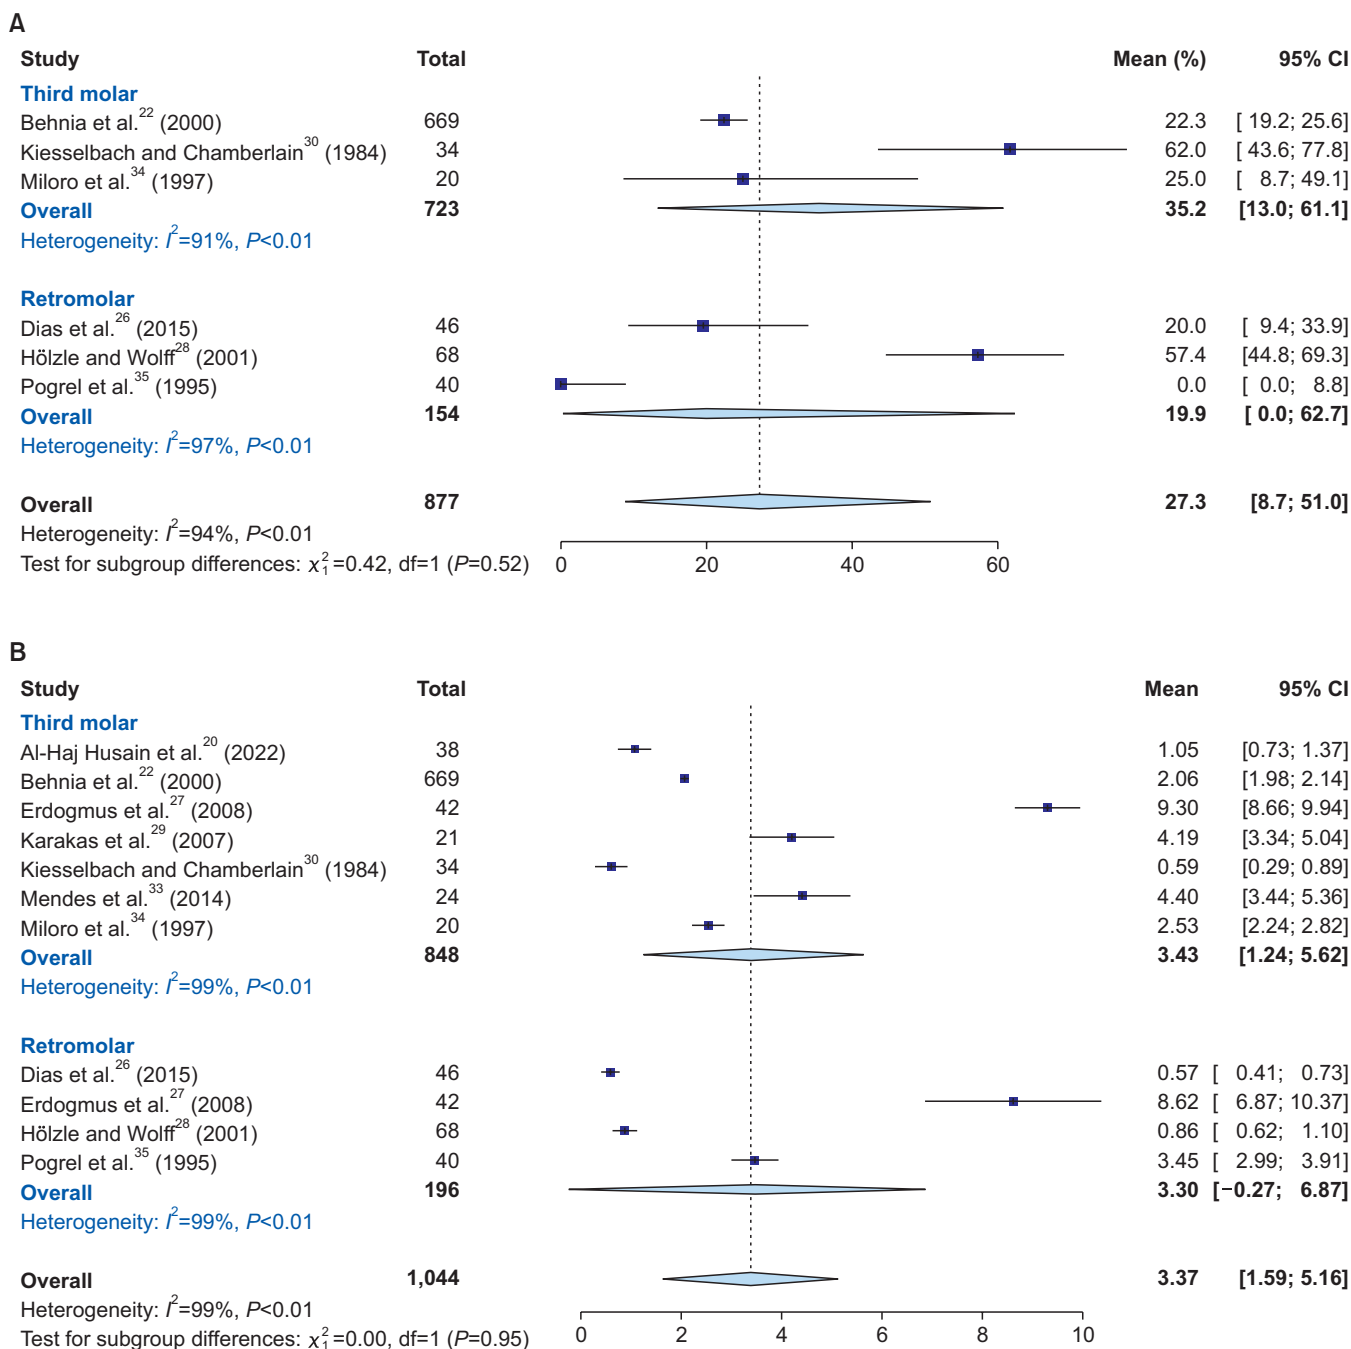 A
Study Total Mean (%) 95% CI
Third molar
Behnia et al.22 (2000) 669 22.3 [ 19.2; 25.6]
Kiesselbach and Chamberlain30 (1984) 34 62.0 [ 43.6; 77.8]
Miloro et al.34 (1997) 20 25.0 [ 8.7; 49.1]
Overall 723 35.2 [13.0; 61.1]
Heterogeneity: I2=91%, P<0.01
Retromolar
Dias et al.26 (2015) 46 20.0 [ 9.4; 33.9]
Hölzle and Wolff28 (2001) 68 57.4 [44.8; 69.3]
Pogrel et al.35 (1995) 40 0.0 [ 0.0; 8.8]
Overall 154 19.9 [ 0.0; 62.7]
Heterogeneity: I2=97%, P<0.01
Overall 877 27.3 [8.7; 51.0]
Heterogeneity: I2=94%, P<0.01
Test for subgroup differences: χ21=0.42, df=1 (P=0.52) 0 20 40 60
B
Study Total Mean 95% CI
Third molar
Al-Haj Husain et al.20 (2022) 38 1.05 [0.73; 1.37]
Behnia et al.22 (2000) 669 2.06 [1.98; 2.14]
Erdogmus et al.27 (2008) 42 9.30 [8.66; 9.94]
Karakas et al.29 (2007) 21 4.19 [3.34; 5.04]
Kiesselbach and Chamberlain30 (1984) 34 0.59 [0.29; 0.89]
Mendes et al.33 (2014) 24 4.40 [3.44; 5.36]
Miloro et al.34 (1997) 20 2.53 [2.24; 2.82]
Overall 848 3.43 [1.24; 5.62]
Heterogeneity: I2=99%, P<0.01
Retromolar
Dias et al.26 (2015) 46 0.57 [ 0.41; 0.73]
Erdogmus et al.27 (2008) 42 8.62 [ 6.87; 10.37]
Hölzle and Wolff28 (2001) 68 0.86 [ 0.62; 1.10]
Pogrel et al.35 (1995) 40 3.45 [ 2.99; 3.91]
Overall 196 3.30 [−0.27; 6.87]
Heterogeneity: I2=99%, P<0.01
Overall 1,044 3.37 [1.59; 5.16]
Heterogeneity: I2=99%, P<0.01
Test for subgroup differences: χ21=0.00, df=1 (P=0.95) 0 2 4 6 8 10